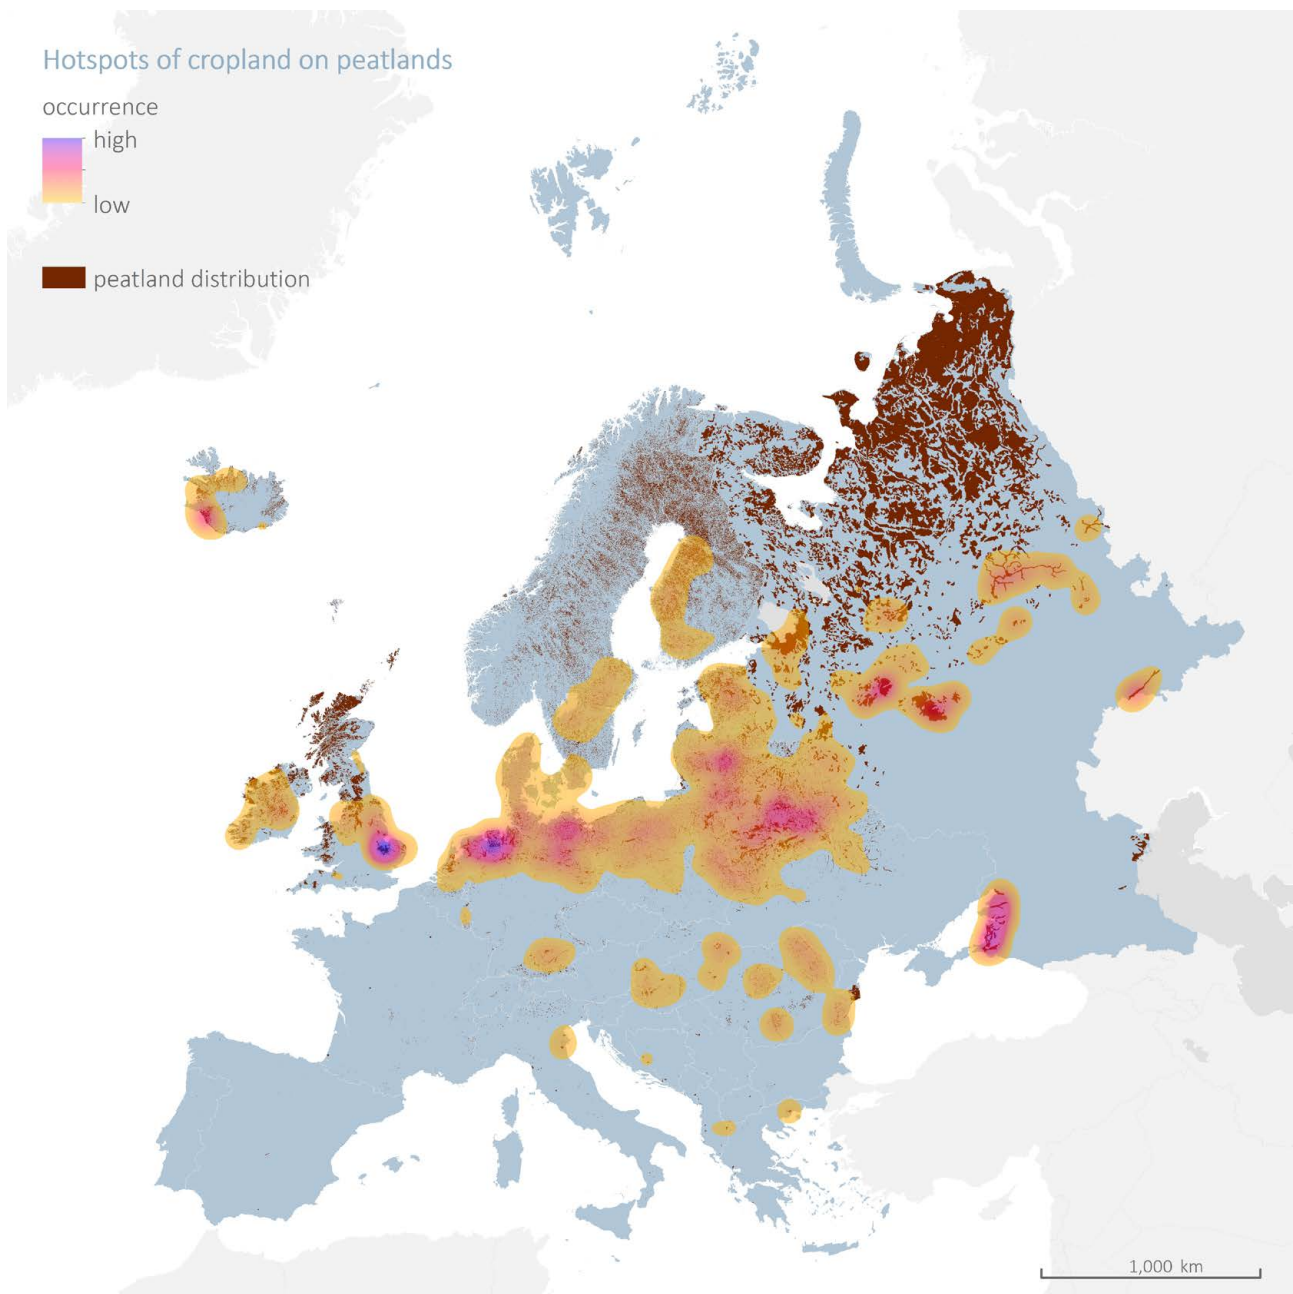 Hotspots of cropland on peatlands
occurrence
high
low
peatland distribution
1,000 km